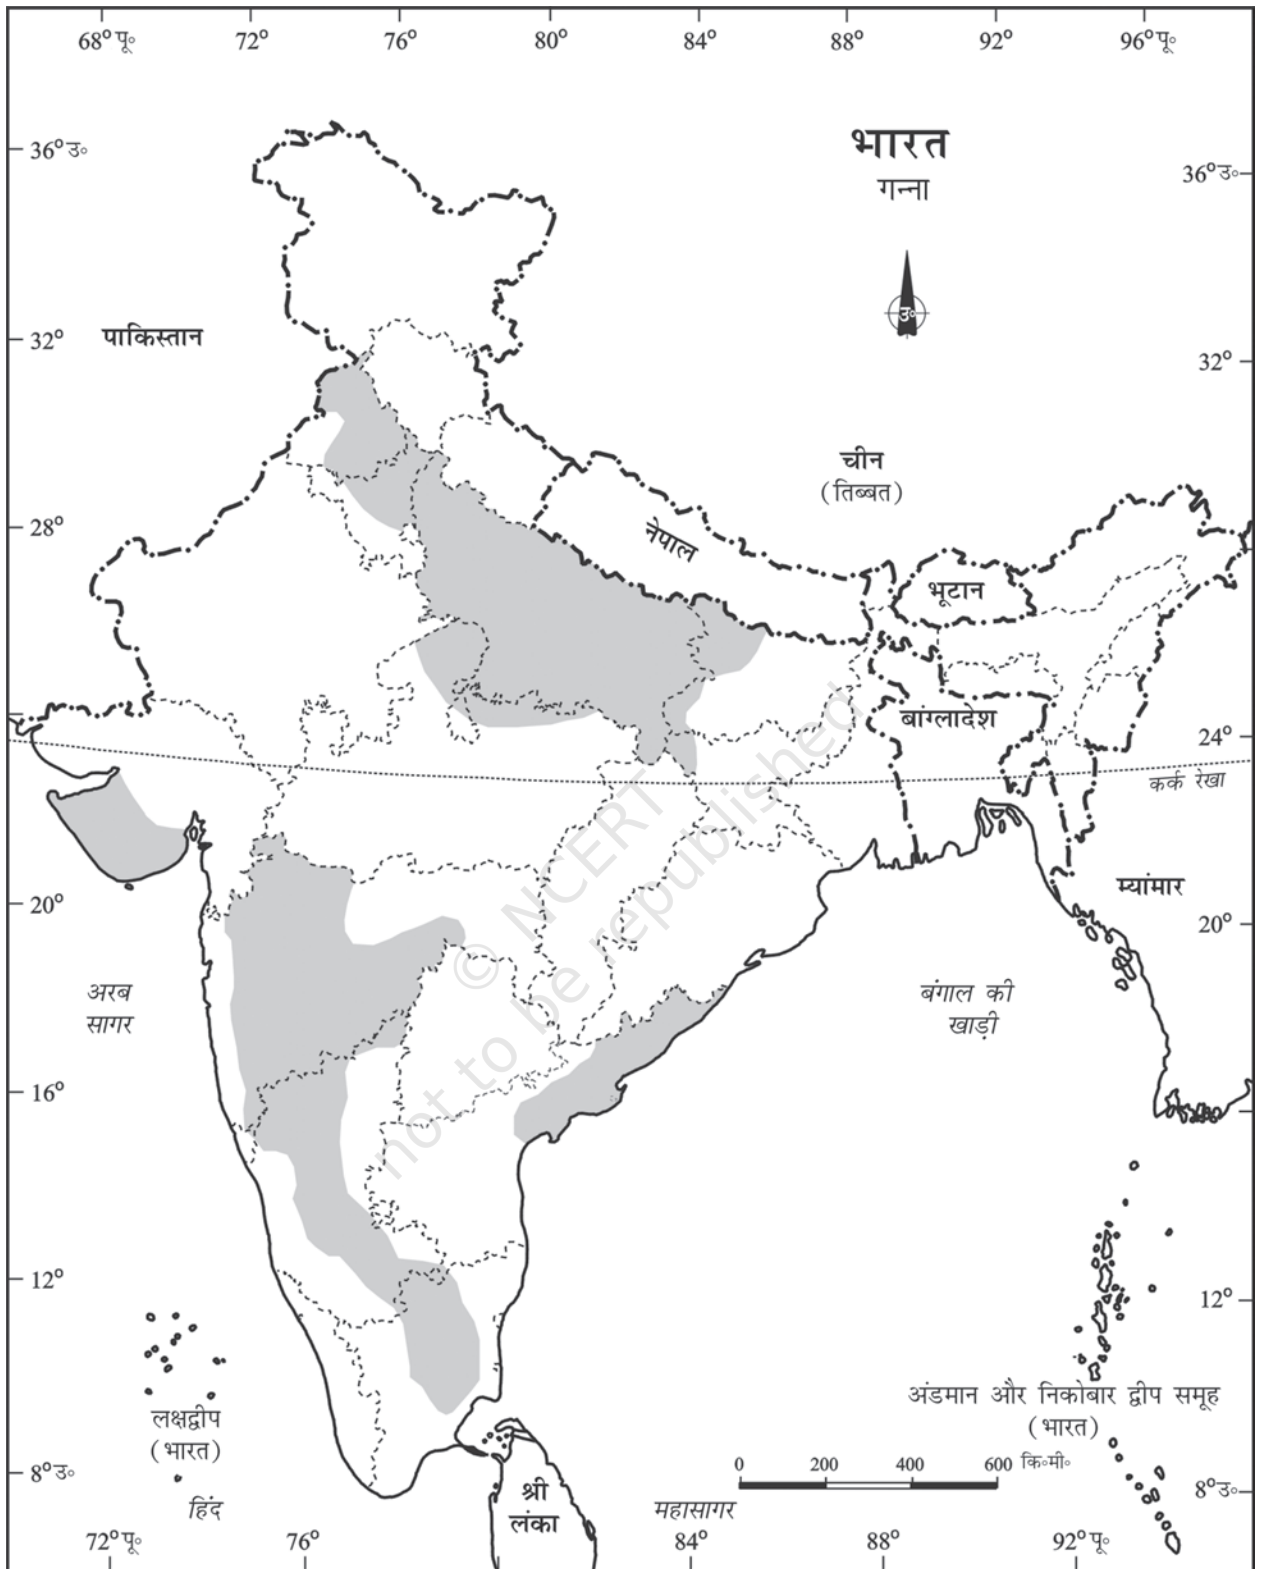 68° पू॰ 72° 76° 80° 84° 88° 92° 96° पू॰
भारत
गन्ना
36° उ॰
36° उ॰
उ॰
पाकिस्तान
32°
32°
चीन
(तिब्बत)
28°
नेपाल
भूटान
बांग्लादेश
24°
कर्क रेखा
म्यांमार
20°
20°
अरब
सागर
बंगाल की
खाड़ी
© NCERT
not to be republished
16°
12°
12°
लक्षद्वीप
(भारत)
अंडमान और निकोबार द्वीप समूह
(भारत)
0 200 400 600 कि॰मी॰
8° उ॰
8° उ॰
श्री
लंका
हिंद
महासागर
72° पू॰ 76° 84° 88° 92° पू॰